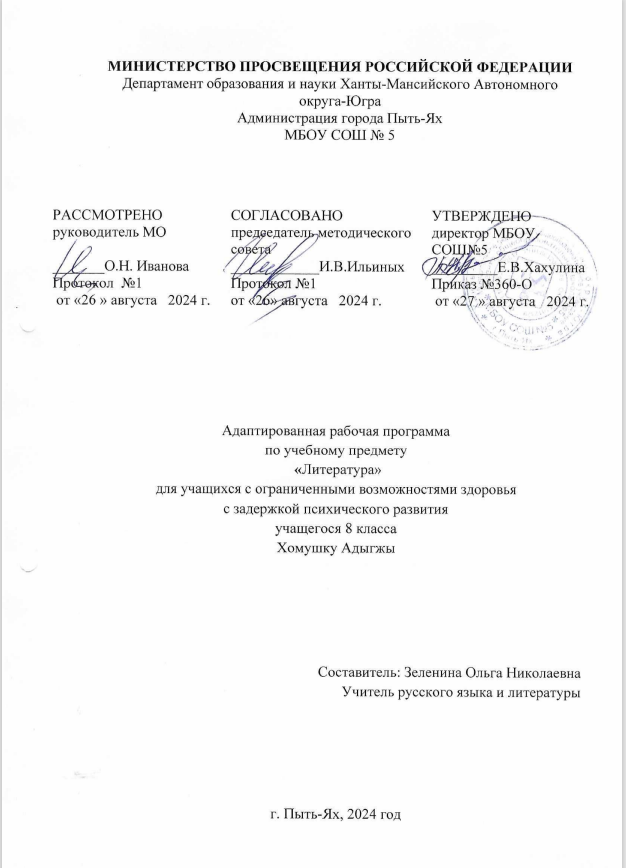 МИНИСТЕРСТВО ПРОСВЕЩЕНИЯ РОССИЙСКОЙ ФЕДЕРАЦИИ
Департамент образования и науки Ханты-Мансийского Автономного
округа-Югра
Администрация города Пыть-Ях
МБОУ СОШ № 5
РАССМОТРЕНО
руководитель МО
______О.Н. Иванова
Протокол №1
от «26 » августа 2024 г.
СОГЛАСОВАНО
председатель методического
совета
____________И.В.Ильиных
Протокол №1
от «26» августа 2024 г.
УТВЕРЖДЕНО
директор МБОУ
СОШ№5
_________Е.В.Хахулина
Приказ №360-О
от «27 » августа 2024 г.
Адаптированная рабочая программа
по учебному предмету
«Литература»
для учащихся с ограниченными возможностями здоровья
с задержкой психического развития
учащегося 8 класса
Хомушку Адыгжы
Составитель: Зеленина Ольга Николаевна
Учитель русского языка и литературы
г. Пыть-Ях, 2024 год